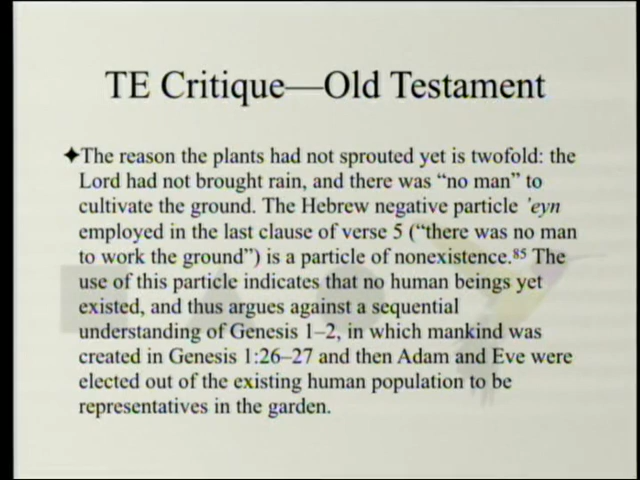 TE Critique—Old Testament
✦The reason the plants had not sprouted yet is twofold: the
Lord had not brought rain, and there was “no man” to
cultivate the ground. The Hebrew negative particle ’eyn
employed in the last clause of verse 5 (“there was no man
to work the ground”) is a particle of nonexistence.⁸⁵ The
use of this particle indicates that no human beings yet
existed, and thus argues against a sequential
understanding of Genesis 1–2, in which mankind was
created in Genesis 1:26–27 and then Adam and Eve were
elected out of the existing human population to be
representatives in the garden.